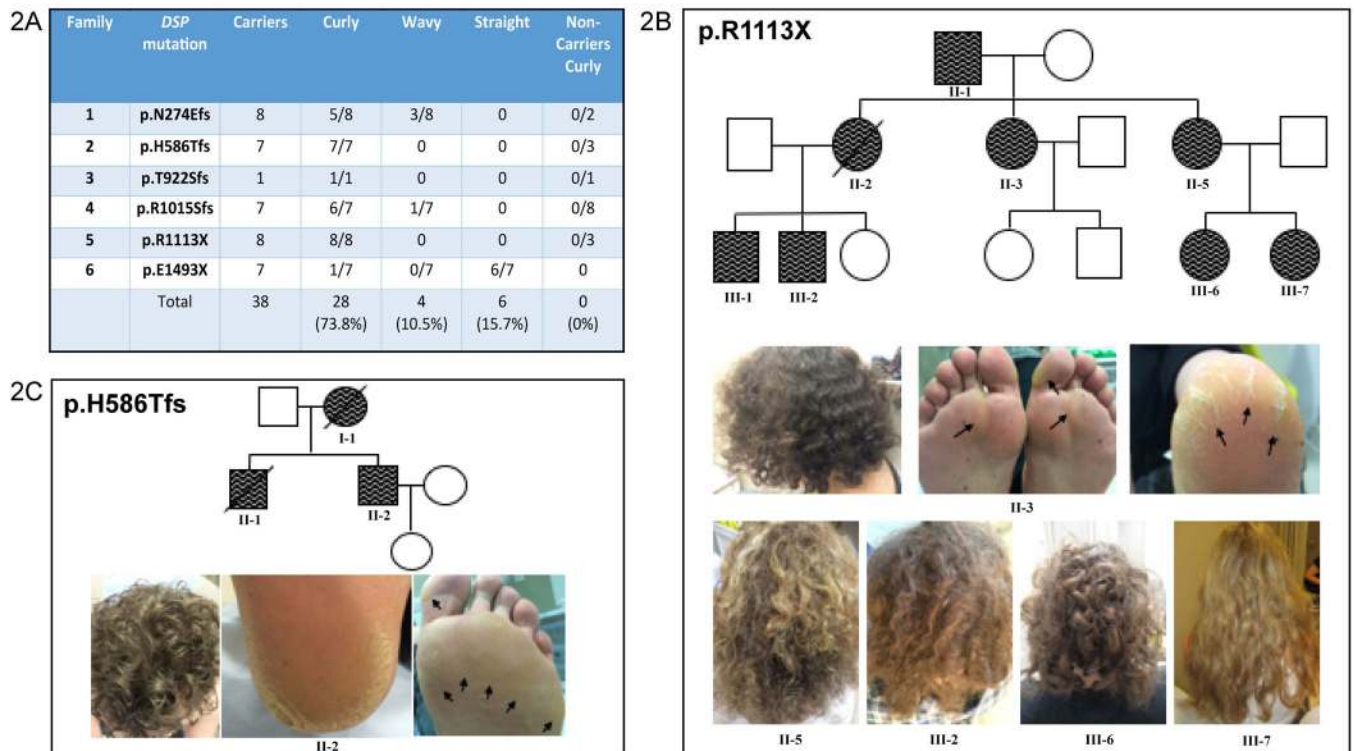 2A
Family DSP mutation Carriers Curly Wavy Straight Non-Carriers Curly
1 p.N274Efs 8 5/8 3/8 0 0/2
2 p.H586Tfs 7 7/7 0 0 0/3
3 p.T922Sfs 1 1/1 0 0 0/1
4 p.R1015Sfs 7 6/7 1/7 0 0/8
5 p.R1113X 8 8/8 0 0 0/3
6 p.E1493X 7 1/7 0/7 6/7 0
Total 38 28 4 6 0
(73.8%) (10.5%) (15.7%) (0%)
2B
p.R1113X
II-1
II-2 II-3 II-5
III-1 III-2 III-6 III-7
II-3
II-5 III-2 III-6 III-7
2C
p.H586Tfs
I-1
II-1 II-2
II-2